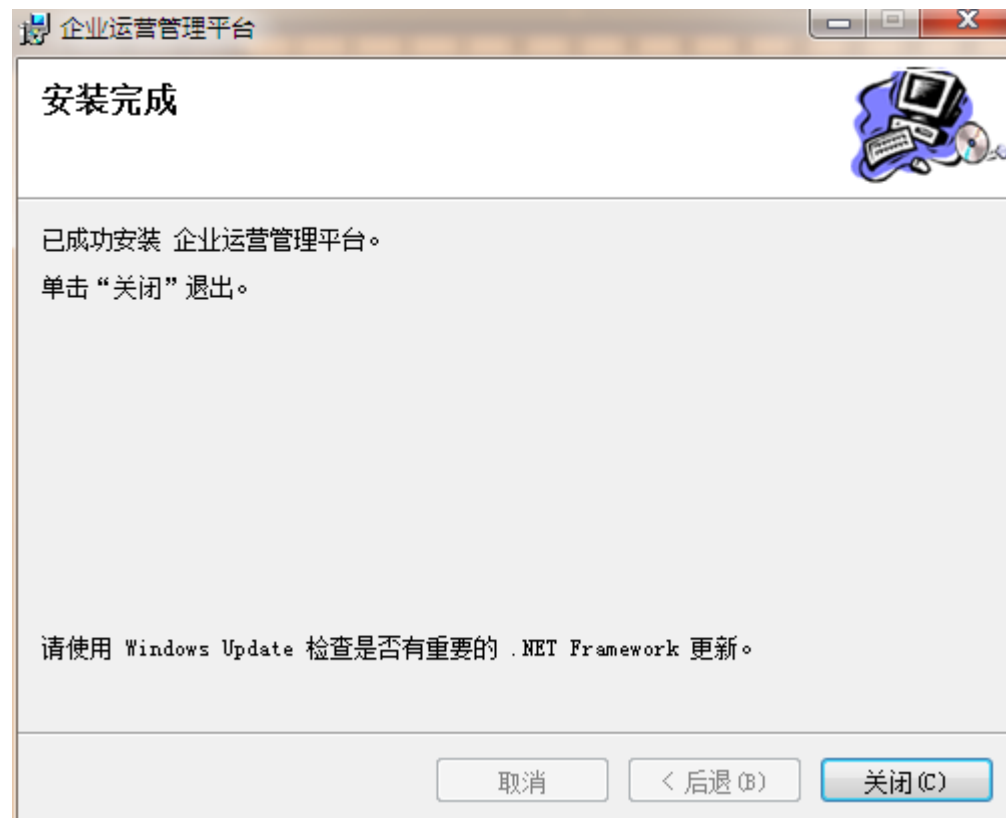 企业运营管理平台
安装完成
已成功安装 企业运营管理平台。
单击“关闭”退出。
请使用 Windows Update 检查是否有重要的 .NET Framework 更新。
取消
< 后退(B)
关闭(C)